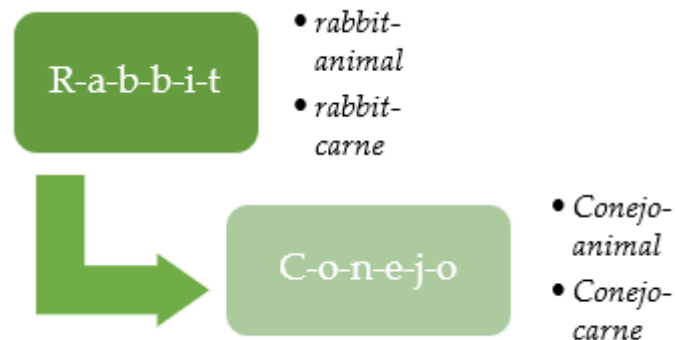 R-a-b-b-i-t
• rabbit-
animal
• rabbit-
carne
C-o-n-e-j-o
• Conejo-
animal
• Conejo-
carne